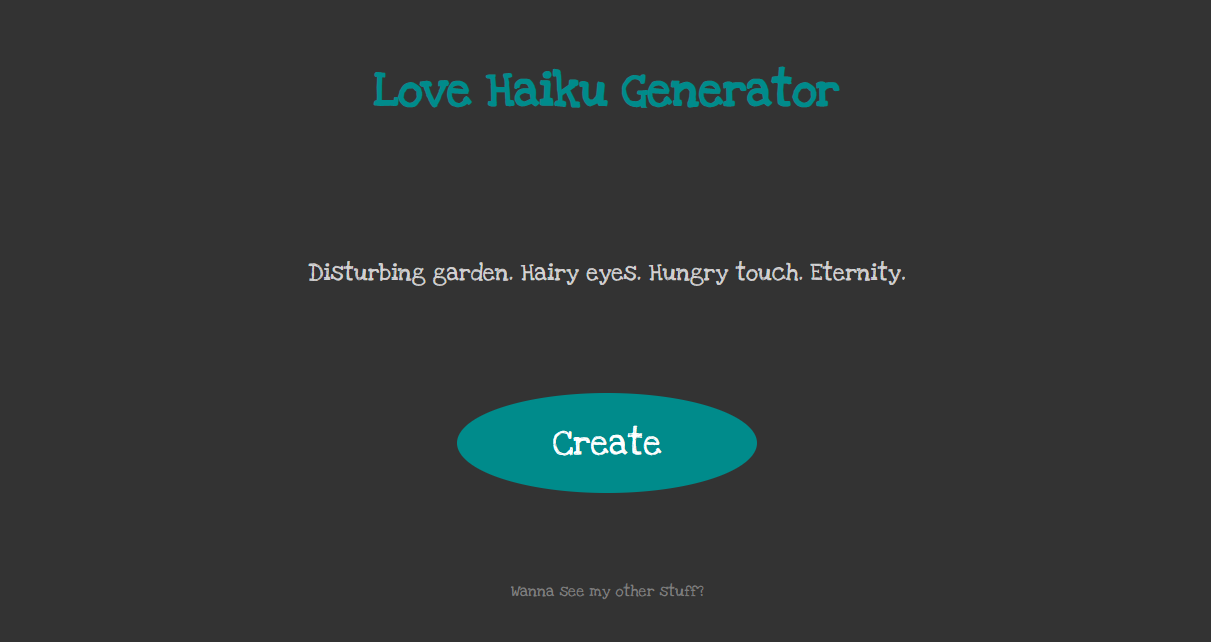 Love Haiku Generator
Disturbing garden. Hairy eyes. Hungry touch. Eternity.
Create
Wanna see my other stuff?